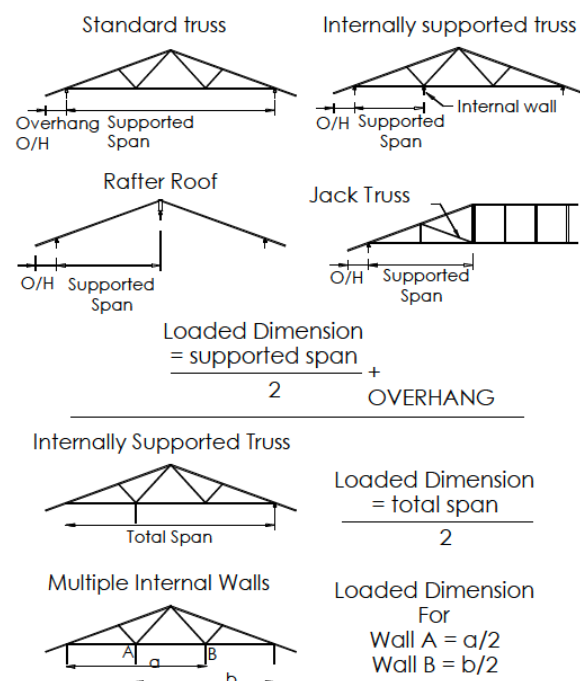 Standard truss
Internally supported truss
Overhang Supported
O/H Span
O/H Supported
Span
Internal wall
Rafter Roof
Jack Truss
O/H Supported
Span
O/H Supported
Span
Loaded Dimension
= supported span
+
2
OVERHANG
Internally Supported Truss
Total Span
Loaded Dimension
= total span
2
Multiple Internal Walls
A
B
a
b
Loaded Dimension
For
Wall A = a/2
Wall B = b/2